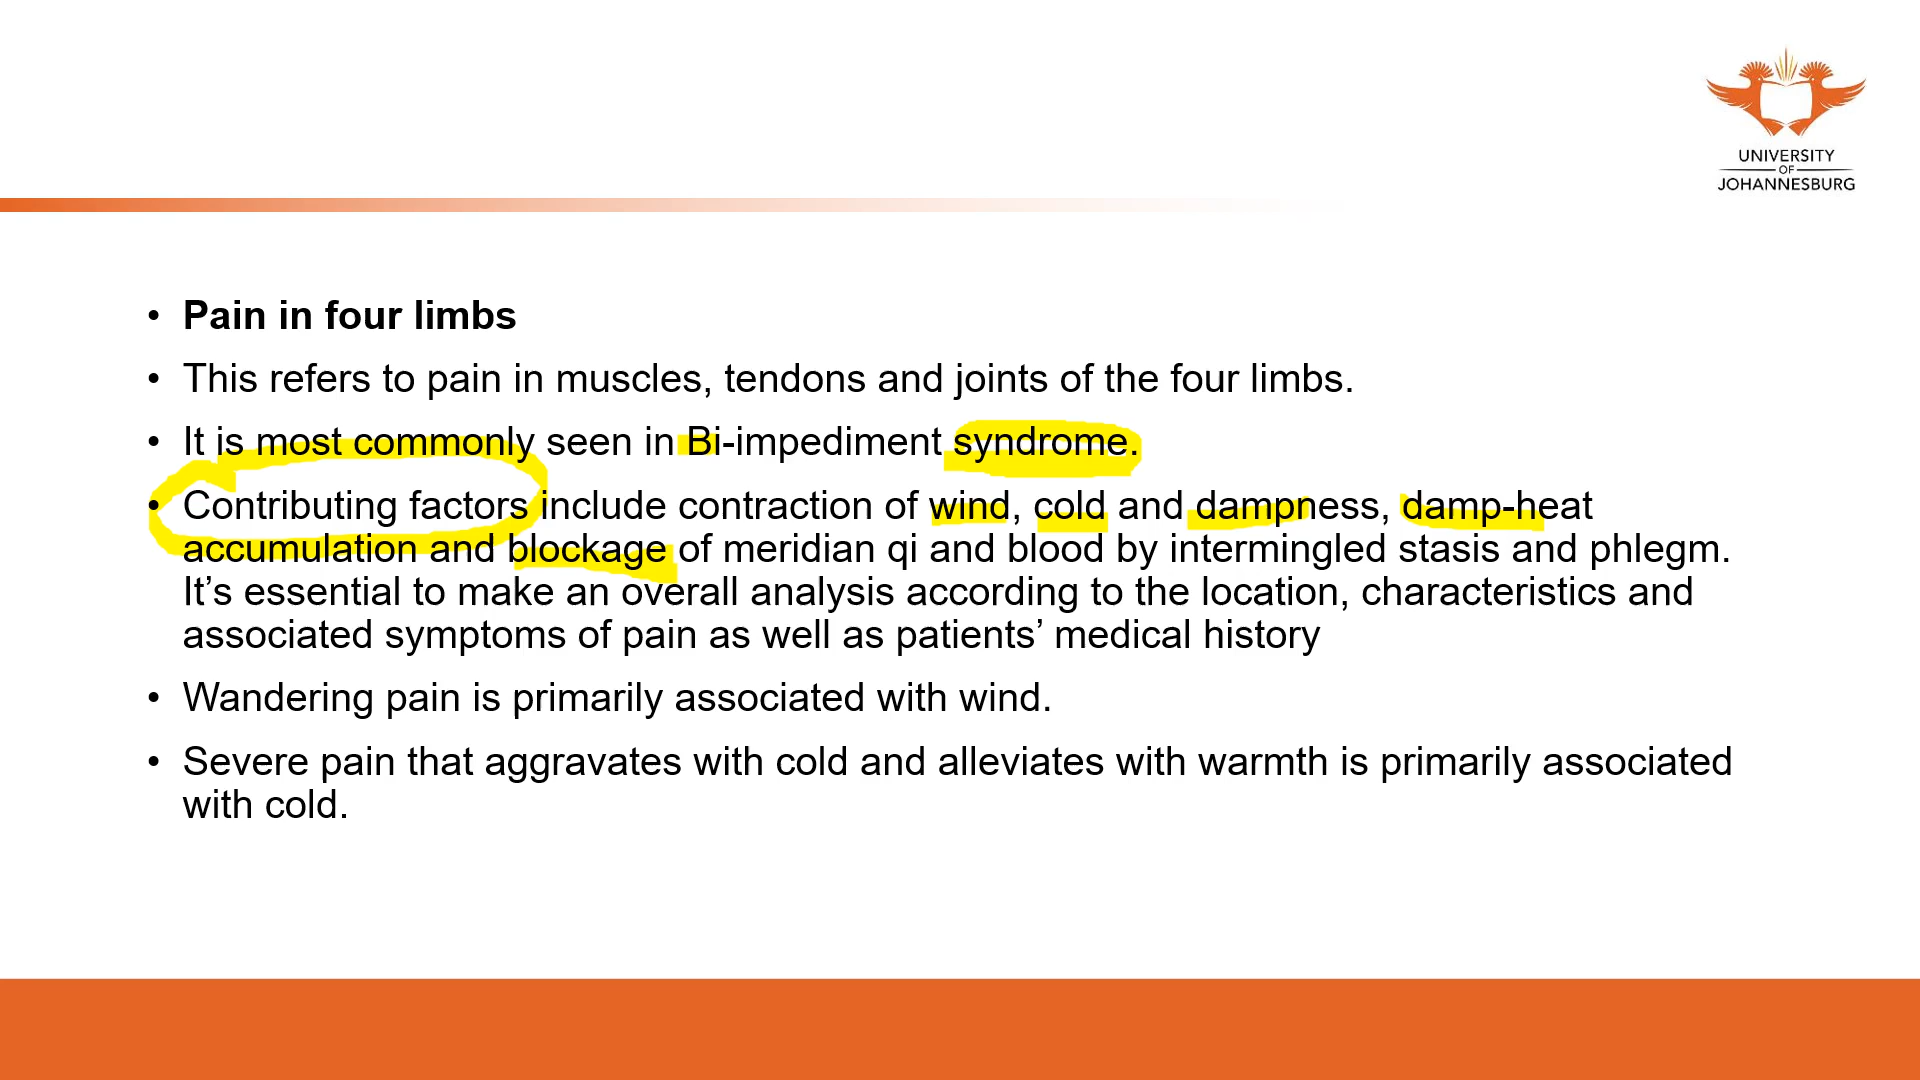 UNIVERSITY
OF
JOHANNESBURG
• Pain in four limbs
• This refers to pain in muscles, tendons and joints of the four limbs.
• It is most commonly seen in Bi-impediment syndrome.
• Contributing factors include contraction of wind, cold and dampness, damp-heat
accumulation and blockage of meridian qi and blood by intermingled stasis and phlegm.
It’s essential to make an overall analysis according to the location, characteristics and
associated symptoms of pain as well as patients’ medical history
• Wandering pain is primarily associated with wind.
• Severe pain that aggravates with cold and alleviates with warmth is primarily associated
with cold.